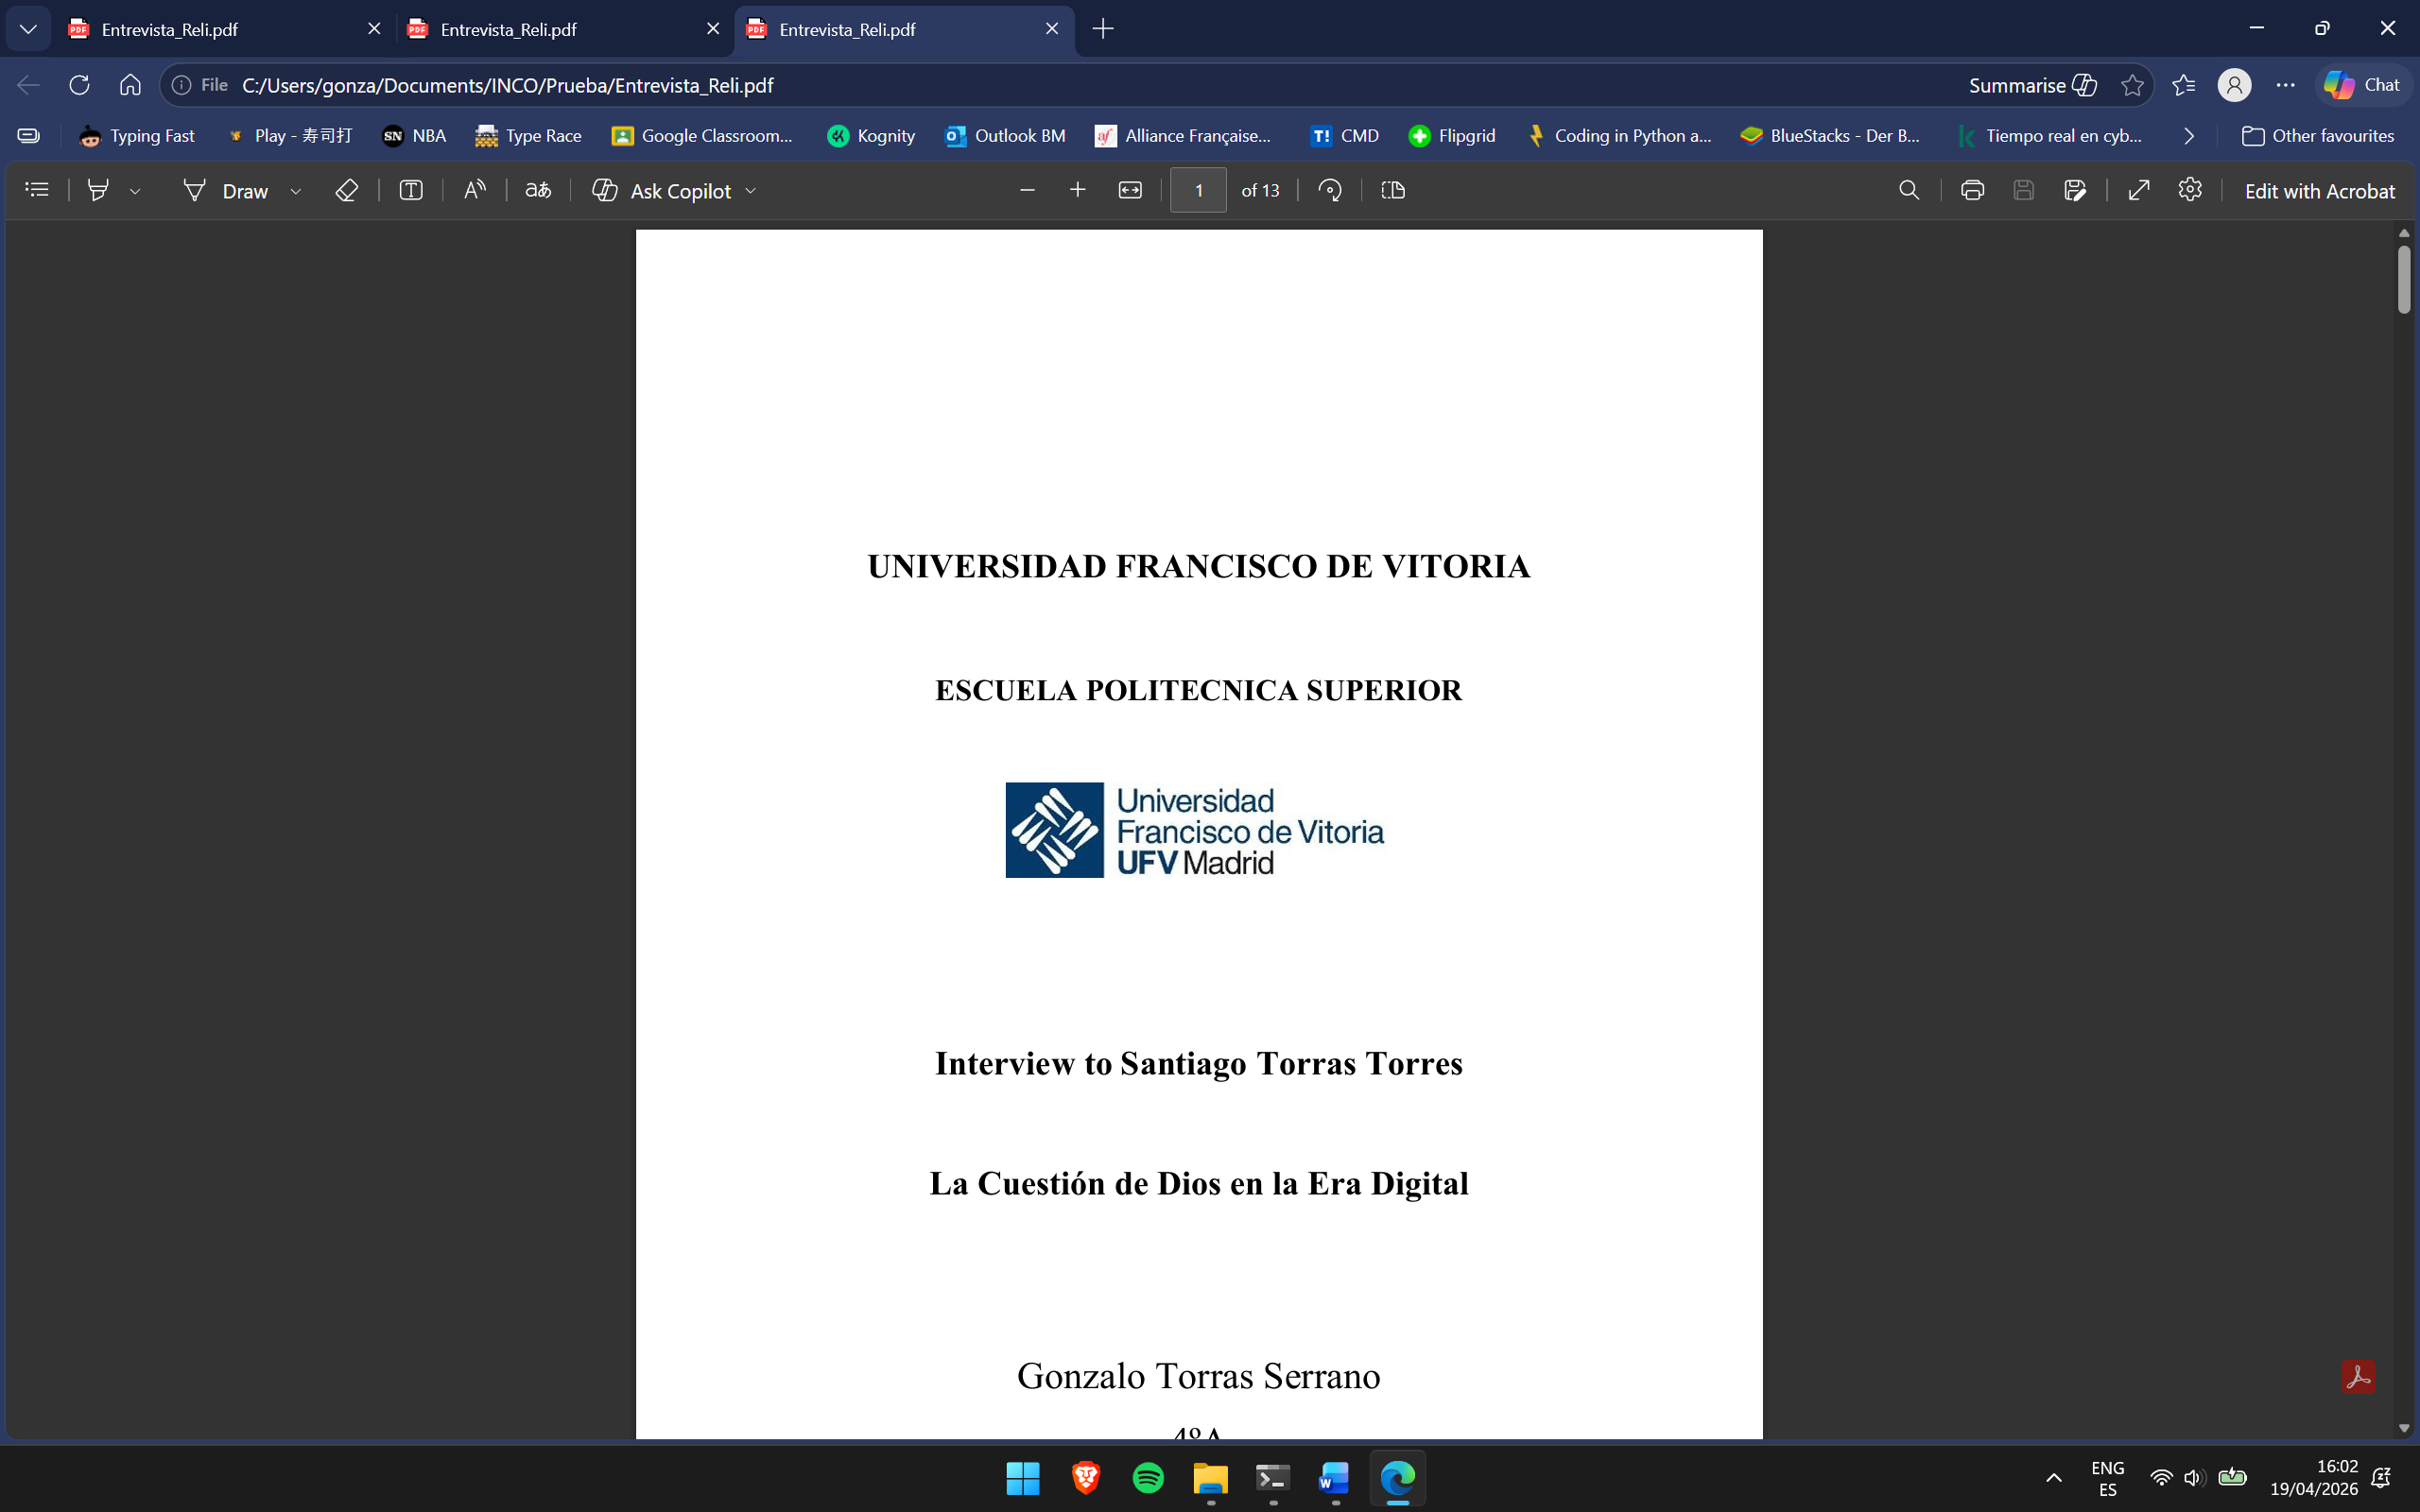 Entrevista_Reli.pdf
Entrevista_Reli.pdf
Entrevista_Reli.pdf
File C:/Users/gonza/Documents/INCO/Prueba/Entrevista_Reli.pdf
Summarise
Chat
Typing Fast
Play - 寿司打
SN NBA
Type Race
Google Classroom...
Kognity
Outlook BM
af Alliance Française...
T! CMD
Flipgrid
Coding in Python a...
BlueStacks - Der B...
Tiempo real en cyb...
Other favourites
Draw
Ask Copilot
1 of 13
Edit with Acrobat
UNIVERSIDAD FRANCISCO DE VITORIA
ESCUELA POLITECNICA SUPERIOR
Universidad
Francisco de Vitoria
UFV Madrid
Interview to Santiago Torras Torres
La Cuestión de Dios en la Era Digital
Gonzalo Torras Serrano
4ºA
ENG
ES
16:02
19/04/2026